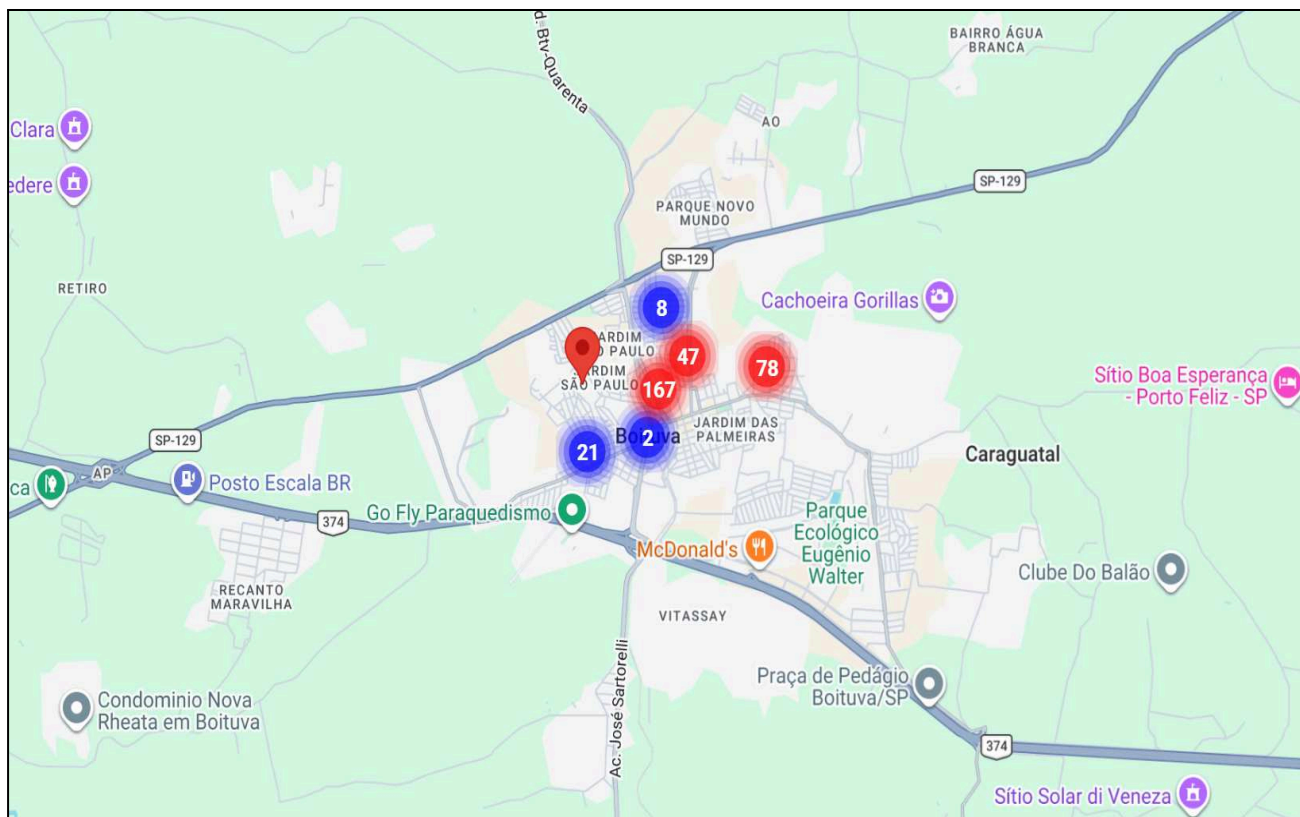 d. Btv-Quarenta
BAIRRO ÁGUA
BRANCA
Clara
AO
edere
SP-129
PARQUE NOVO
MUNDO
SP-129
RETIRO
8
Cachoeira Gorillas
JARDIM
O PAULO
47
78
SÃO PAULO
167
Sítio Boa Esperança
- Porto Feliz - SP
JARDIM DAS
PALMEIRAS
2
SP-129
21
Caraguatal
AP
ca
Posto Escala BR
Go Fly Paraquedismo
374
Parque
Ecológico
Eugênio
Walter
McDonald's
Clube Do Balão
RECANTO
MARAVILHA
VITASSAY
Ac. José Sartorelli
Praça de Pedágio
Boituva/SP
Condominio Nova
Rheata em Boituva
374
Sítio Solar di Veneza